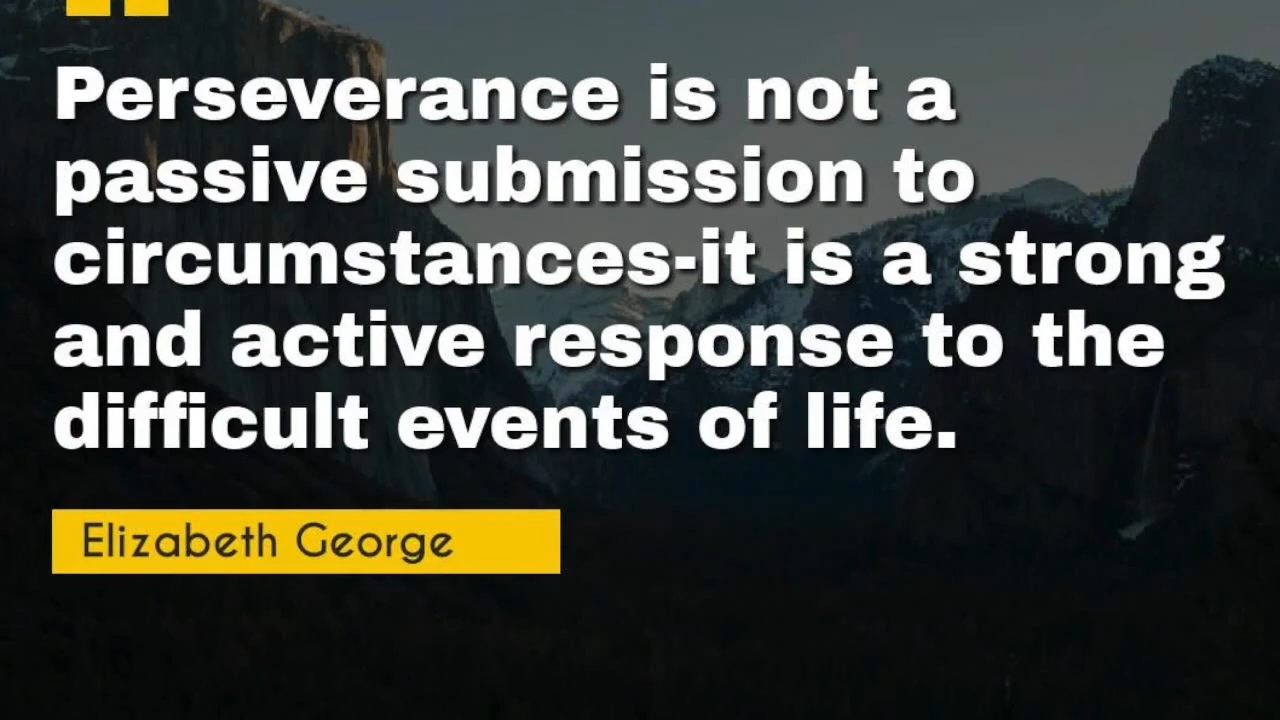 Perseverance is not a
passive submission to
circumstances-it is a strong
and active response to the
difficult events of life.
Elizabeth George